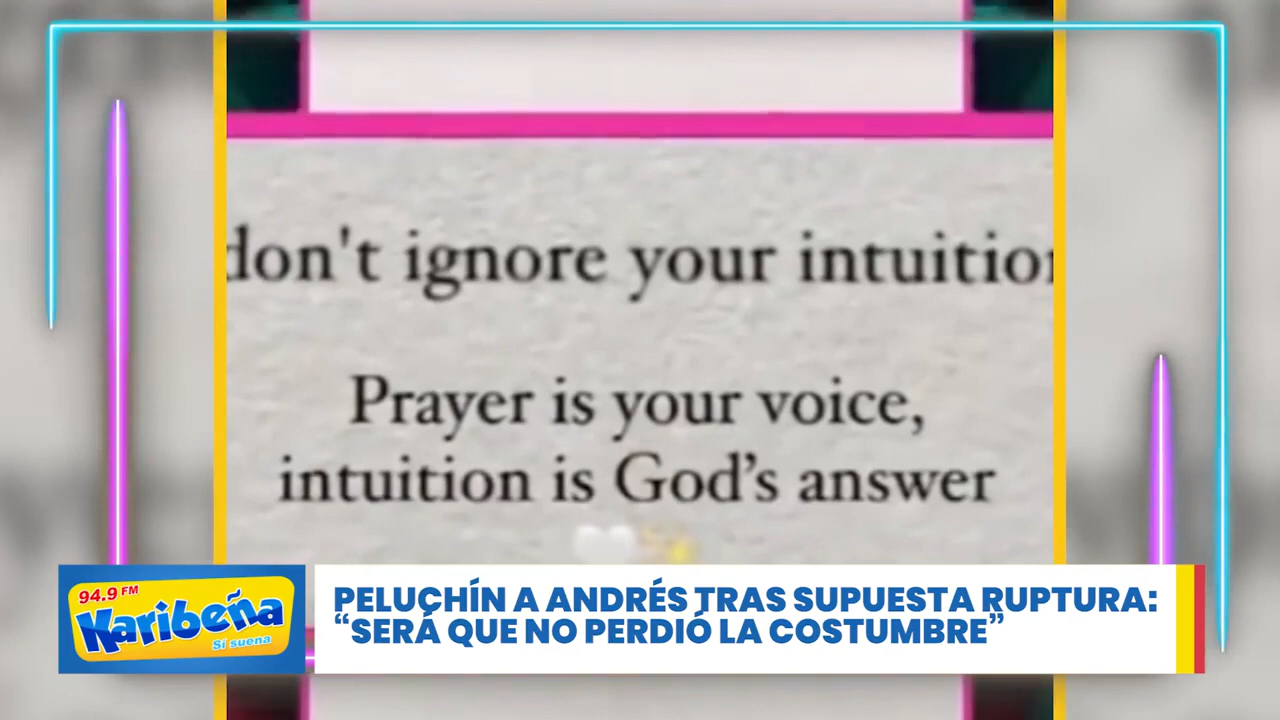 don't ignore your intuition
Prayer is your voice,
intuition is God's answer
94.9 FM
Karibeña
Sí suena
PELUCHÍN A ANDRÉS TRAS SUPUESTA RUPTURA:
“SERÁ QUE NO PERDIÓ LA COSTUMBRE”